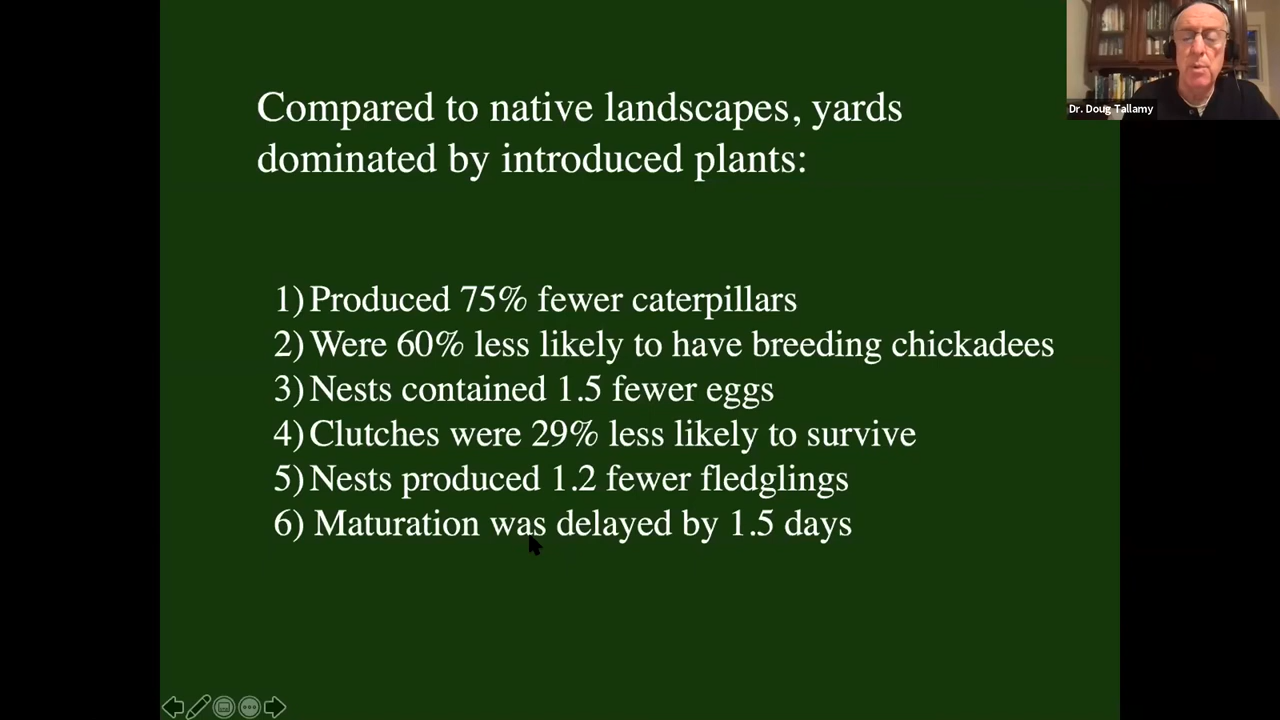 Compared to native landscapes, yards
dominated by introduced plants:
1) Produced 75% fewer caterpillars
2) Were 60% less likely to have breeding chickadees
3) Nests contained 1.5 fewer eggs
4) Clutches were 29% less likely to survive
5) Nests produced 1.2 fewer fledglings
6) Maturation was delayed by 1.5 days
Dr. Doug Tallamy